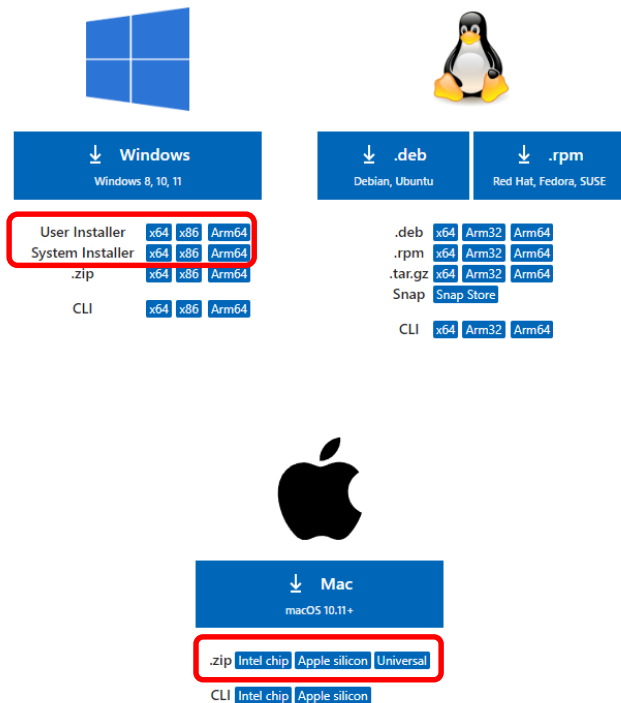 Windows
Windows 8, 10, 11
User Installer x64 x86 Arm64
System Installer x64 x86 Arm64
.zip x64 x86 Arm64
CLI x64 x86 Arm64
.deb
Debian, Ubuntu
.rpm
Red Hat, Fedora, SUSE
.deb x64 Arm32 Arm64
.rpm x64 Arm32 Arm64
.tar.gz x64 Arm32 Arm64
Snap Snap Store
CLI x64 Arm32 Arm64
Mac
macOS 10.11+
.zip Intel chip Apple silicon Universal
CLI Intel chip Apple silicon